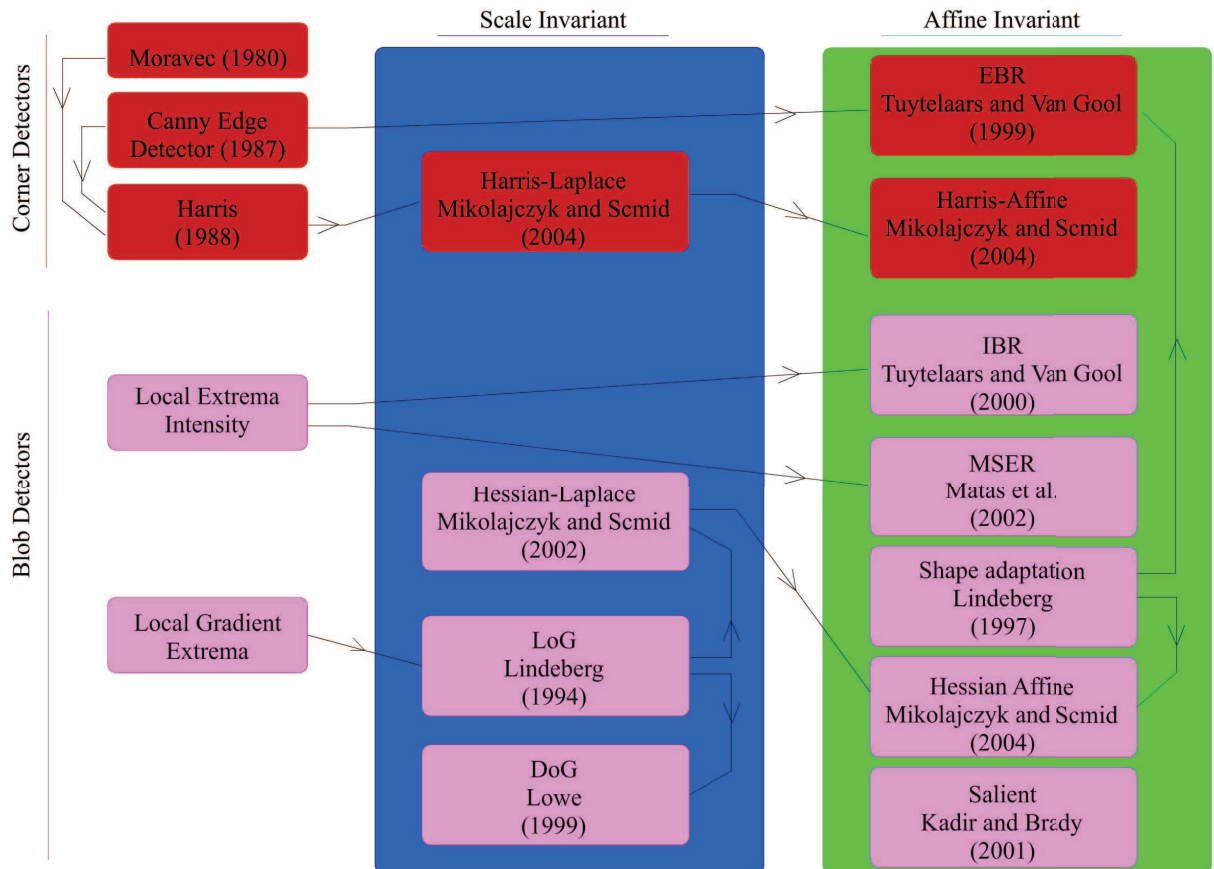 Scale Invariant
Affine Invariant
Corner Detectors
Moravec (1980)
Canny Edge
Detector (1987)
Harris
(1988)
Harris-Laplace
Mikolajczyk and Scmid
(2004)
EBR
Tuytelaars and Van Gool
(1999)
Harris-Affine
Mikolajczyk and Scmid
(2004)
Blob Detectors
Local Extrema
Intensity
Local Gradient
Extrema
Hessian-Laplace
Mikolajczyk and Scmid
(2002)
LoG
Lindeberg
(1994)
DoG
Lowe
(1999)
IBR
Tuytelaars and Van Gool
(2000)
MSER
Matas et al.
(2002)
Shape adaptation
Lindeberg
(1997)
Hessian Affine
Mikolajczyk and Scmid
(2004)
Salient
Kadir and Brady
(2001)